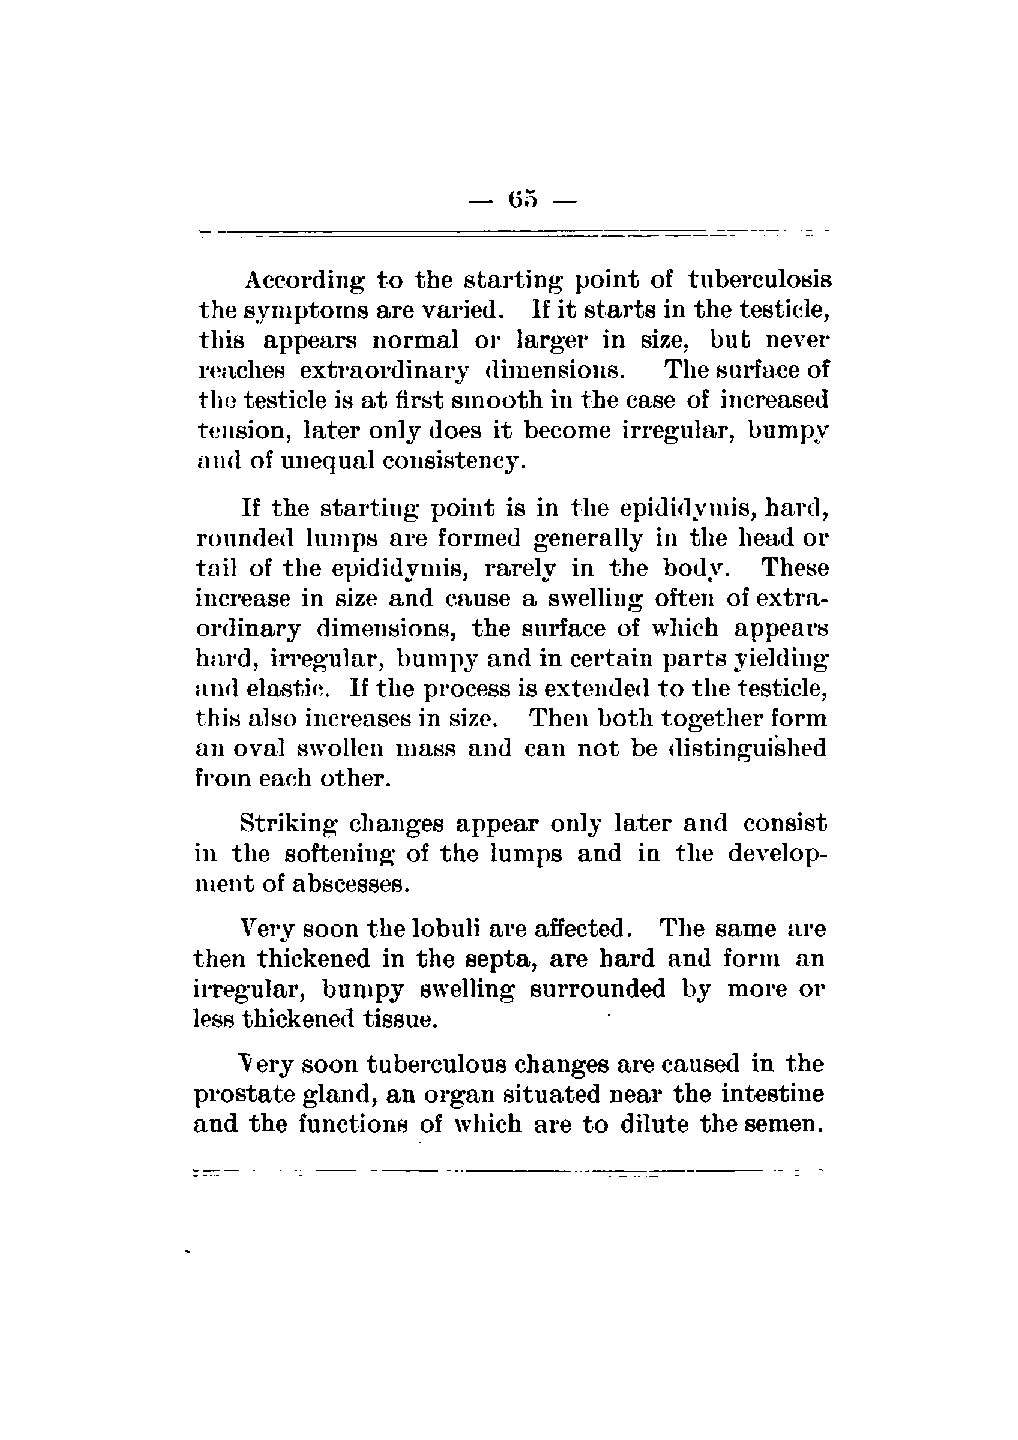 — 65 —
According to the starting point of tuberculosis
the symptoms are varied. If it starts in the testicle,
this appears normal or larger in size, but never
reaches extraordinary dimensions. The surface of
the testicle is at first smooth in the case of increased
tension, later only does it become irregular, bumpy
and of unequal consistency.
If the starting point is in the epididymis, hard,
rounded lumps are formed generally in the head or
tail of the epididymis, rarely in the body. These
increase in size and cause a swelling often of extra-
ordinary dimensions, the surface of which appears
hard, irregular, bumpy and in certain parts yielding
and elastic. If the process is extended to the testicle,
this also increases in size. Then both together form
an oval swollen mass and can not be distinguished
from each other.
Striking changes appear only later and consist
in the softening of the lumps and in the develop-
ment of abscesses.
Very soon the lobuli are affected. The same are
then thickened in the septa, are hard and form an
irregular, bumpy swelling surrounded by more or
less thickened tissue.
Very soon tuberculous changes are caused in the
prostate gland, an organ situated near the intestine
and the functions of which are to dilute the semen.